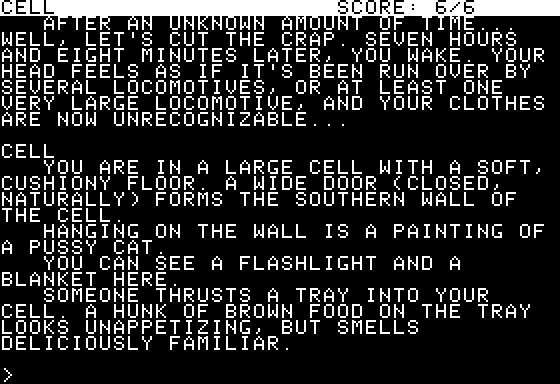 CELL SCORE: 6/6
AFTER AN UNKNOWN AMOUNT OF TIME...
WELL, LET'S CUT THE CRAP. SEVEN HOURS
AND EIGHT MINUTES LATER, YOU WAKE. YOUR
HEAD FEELS AS IF IT'S BEEN RUN OVER BY
SEVERAL LOCOMOTIVES, OR AT LEAST ONE
VERY LARGE LOCOMOTIVE, AND YOUR CLOTHES
ARE NOW UNRECOGNIZABLE...
CELL
YOU ARE IN A LARGE CELL WITH A SOFT,
CUSHIONY FLOOR. A WIDE DOOR (CLOSED,
NATURALLY) FORMS THE SOUTHERN WALL OF
THE CELL.
HANGING ON THE WALL IS A PAINTING OF
A PUSSY CAT.
YOU CAN SEE A FLASHLIGHT AND A
BLANKET HERE.
SOMEONE THRUSTS A TRAY INTO YOUR
CELL. A HUNK OF BROWN FOOD ON THE TRAY
LOOKS UNAPPETIZING, BUT SMELLS
DELICIOUSLY FAMILIAR.
>